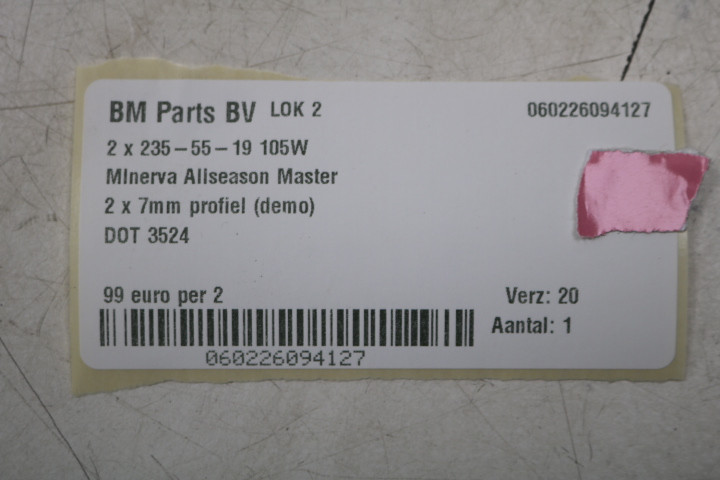 BM Parts BV LOK 2 060226094127
2 x 235-55-19 105W
Minerva Allseason Master
2 x 7mm profiel (demo)
DOT 3524
99 euro per 2 Verz: 20
Aantal: 1
060226094127